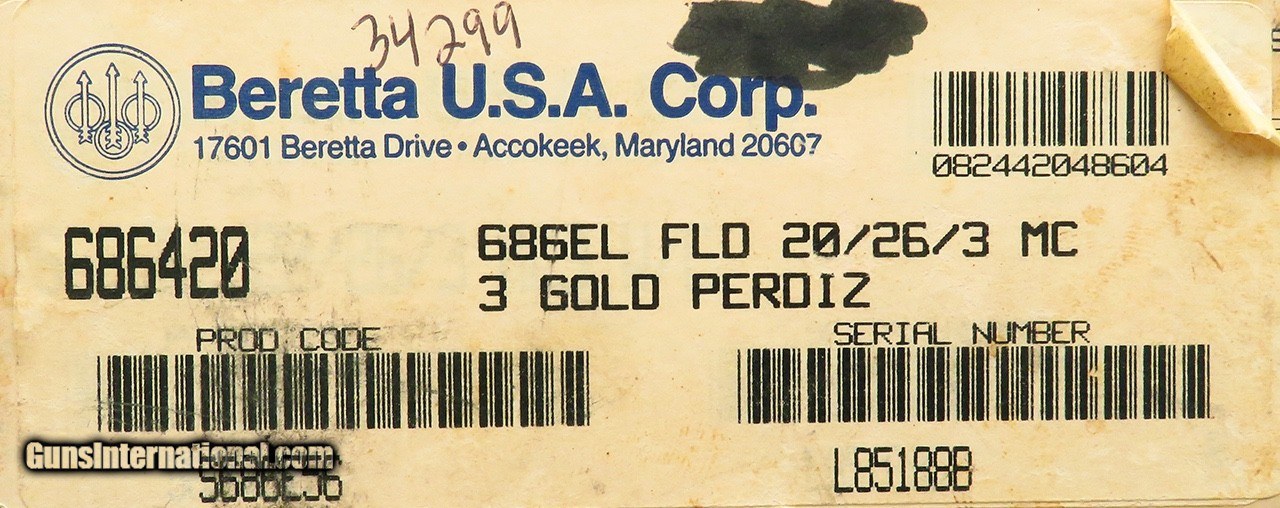 34299
Beretta U.S.A. Corp.
17601 Beretta Drive • Accokeek, Maryland 20607
082442048604
686420
686EL FLD 20/26/3 MC
3 GOLD PERDIZ
PROD CODE
SERIAL NUMBER
GunsInternational.com
L85188B